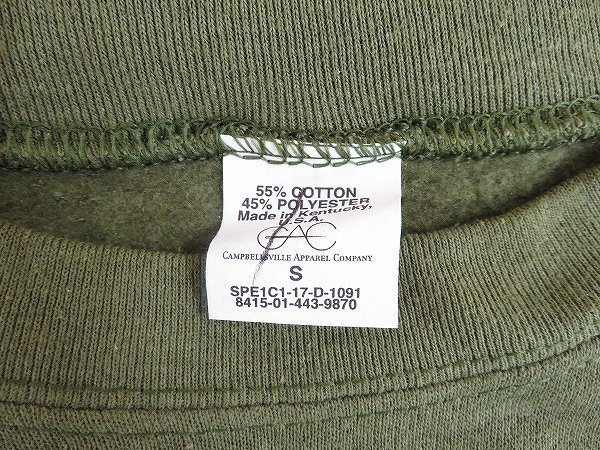 55% COTTON
45% POLYESTER
Made in Kentucky,
U.S.A.
CAC
CAMPBELLSVILLE APPAREL COMPANY
S
SPE1C1-17-D-1091
8415-01-443-9870